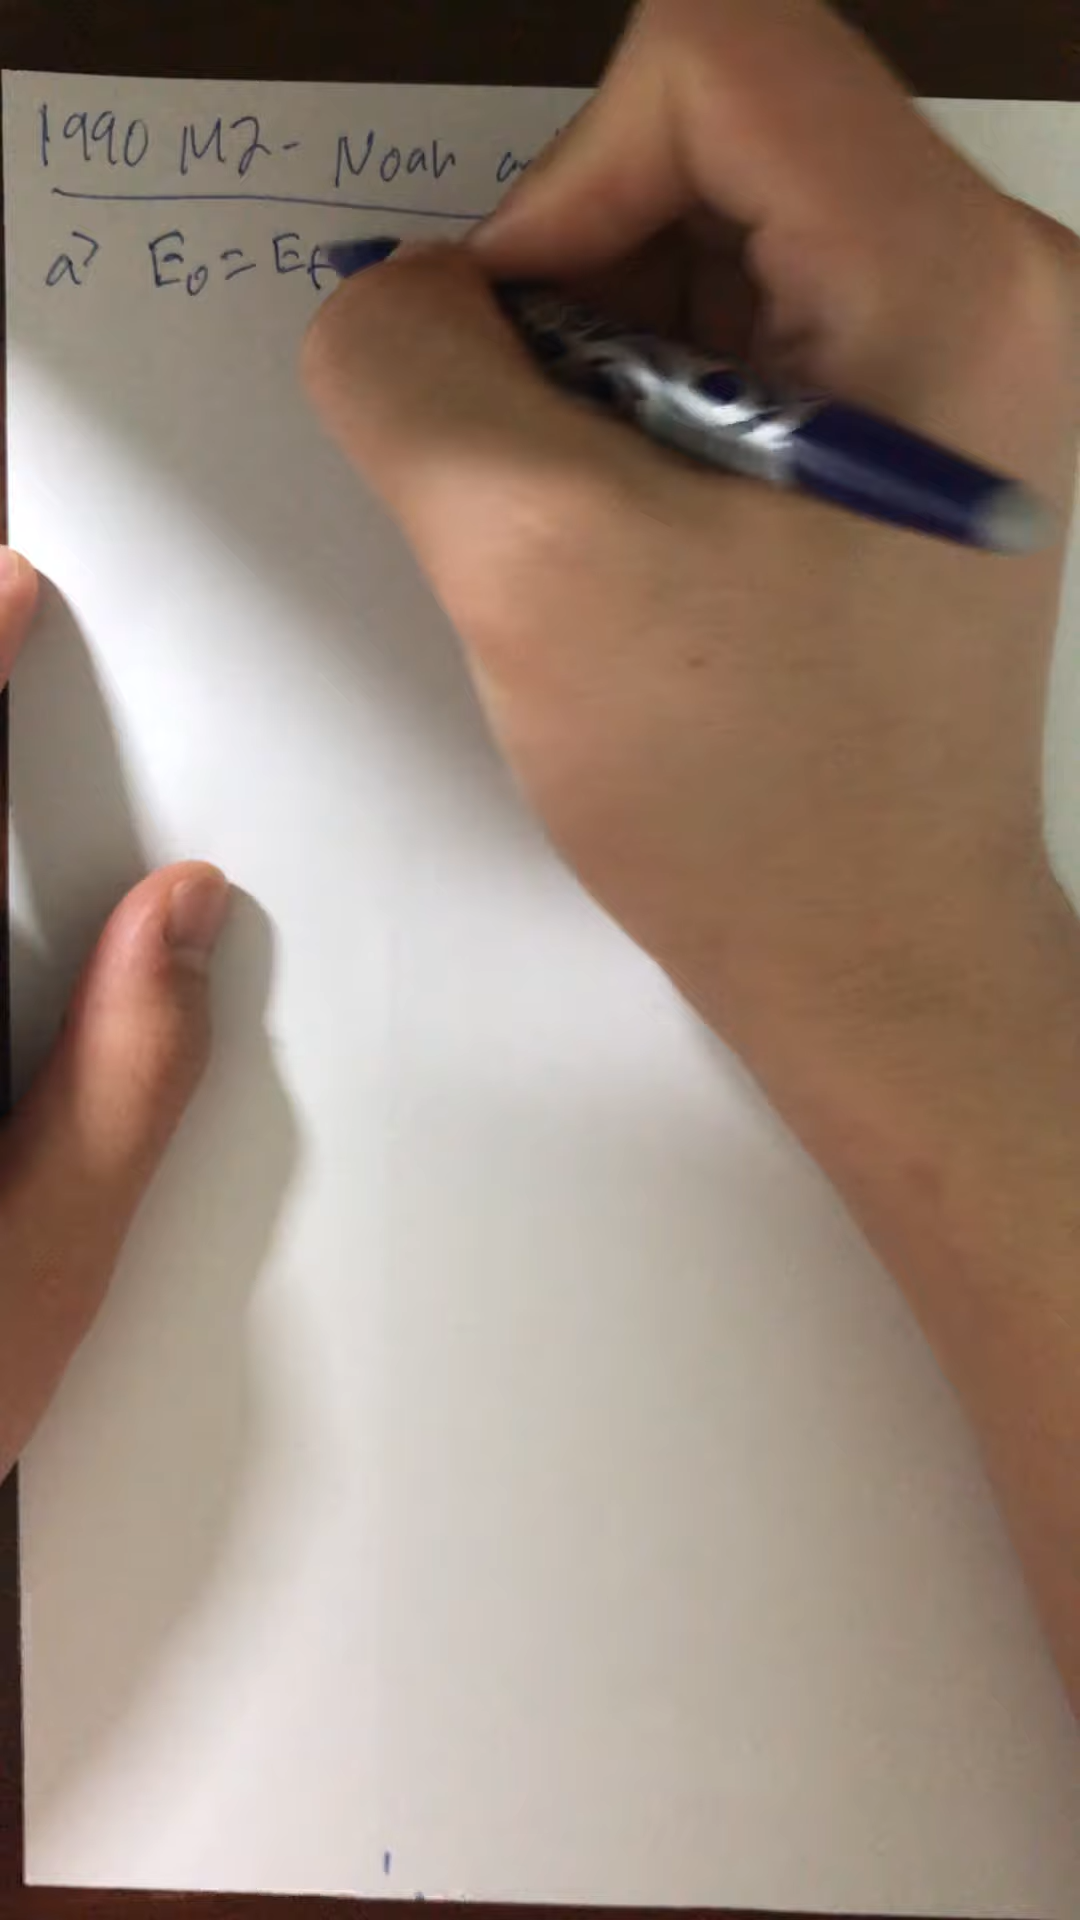 1990 M2- Noah
a) E₀ = Ef